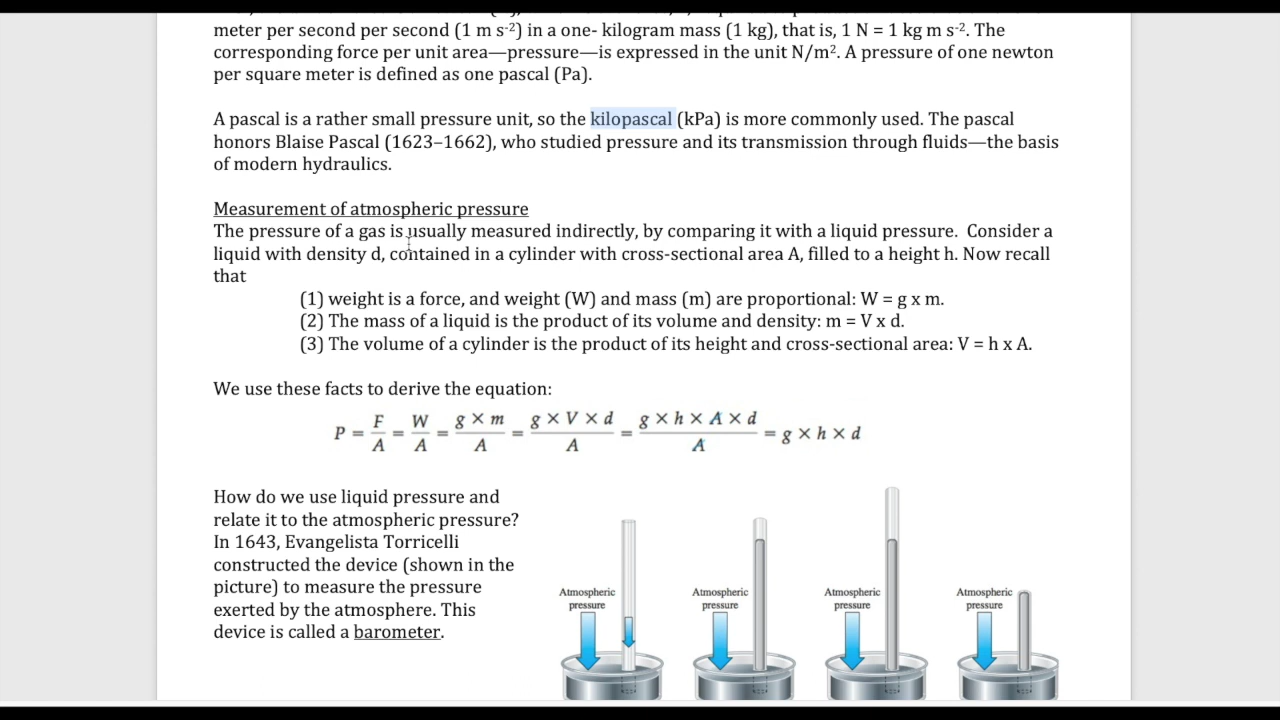 meter per second per second (1 m s-2) in a one- kilogram mass (1 kg), that is, 1 N = 1 kg m s-2. The
corresponding force per unit area—pressure—is expressed in the unit N/m2. A pressure of one newton
per square meter is defined as one pascal (Pa).
A pascal is a rather small pressure unit, so the kilopascal (kPa) is more commonly used. The pascal
honors Blaise Pascal (1623–1662), who studied pressure and its transmission through fluids—the basis
of modern hydraulics.
Measurement of atmospheric pressure
The pressure of a gas is usually measured indirectly, by comparing it with a liquid pressure.  Consider a
liquid with density d, contained in a cylinder with cross-sectional area A, filled to a height h. Now recall
that
(1) weight is a force, and weight (W) and mass (m) are proportional: W = g x m.
(2) The mass of a liquid is the product of its volume and density: m = V x d.
(3) The volume of a cylinder is the product of its height and cross-sectional area: V = h x A.
We use these facts to derive the equation:
P = F/A = W/A = g × m/A = g × V × d/A = g × h × A × d/A = g × h × d
How do we use liquid pressure and
relate it to the atmospheric pressure?
In 1643, Evangelista Torricelli
constructed the device (shown in the
picture) to measure the pressure
exerted by the atmosphere. This
device is called a barometer.
Atmospheric
pressure
Atmospheric
pressure
Atmospheric
pressure
Atmospheric
pressure